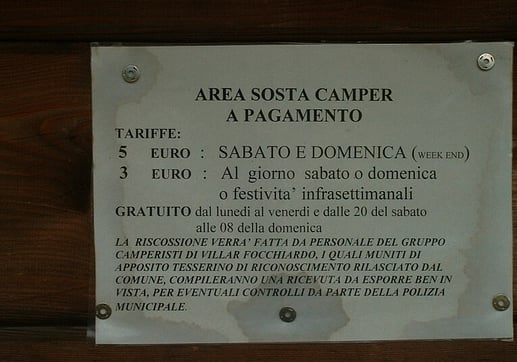 AREA SOSTA CAMPER
A PAGAMENTO
TARIFFE:
5 EURO : SABATO E DOMENICA (WEEK END)
3 EURO : Al giorno sabato o domenica
o festivita' infrasettimanali
GRATUITO dal lunedi al venerdi e dalle 20 del sabato
alle 08 della domenica
LA RISCOSSIONE VERRA' FATTA DA PERSONALE DEL GRUPPO
CAMPERISTI DI VILLAR FOCCHIARDO, I QUALI MUNITI DI
APPOSITO TESSERINO DI RICONOSCIMENTO RILASCIATO DAL
COMUNE, COMPILERANNO UNA RICEVUTA DA ESPORRE BEN IN
VISTA, PER EVENTUALI CONTROLLI DA PARTE DELLA POLIZIA
MUNICIPALE.